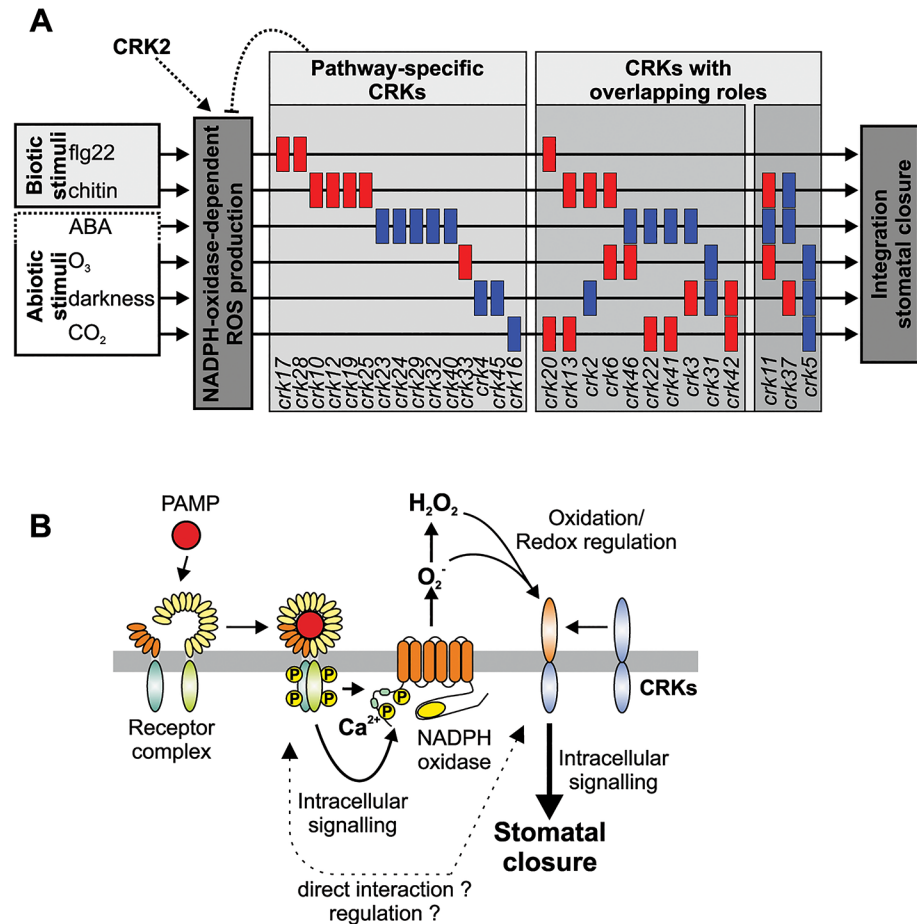 A
CRK2
Pathway-specific
CRKs
CRKs with
overlapping roles
Biotic
stimuli
flg22
chitin
Abiotic
stimuli
ABA
O3
darkness
CO2
NADPH-oxidase-dependent
ROS production
Integration
stomatal closure
crk17
crk28
crk10
crk12
crk19
crk25
crk23
crk24
crk29
crk32
crk40
crk33
crk4
crk45
crk16
crk20
crk13
crk2
crk6
crk46
crk22
crk41
crk3
crk31
crk42
crk11
crk37
crk5
B
PAMP
H2O2
Oxidation/
Redox regulation
O2-
P
P
P
P
P
P
CRKs
Receptor
complex
Ca2+
NADPH
oxidase
Intracellular
signalling
Intracellular
signalling
Stomatal
closure
direct interaction ?
regulation ?